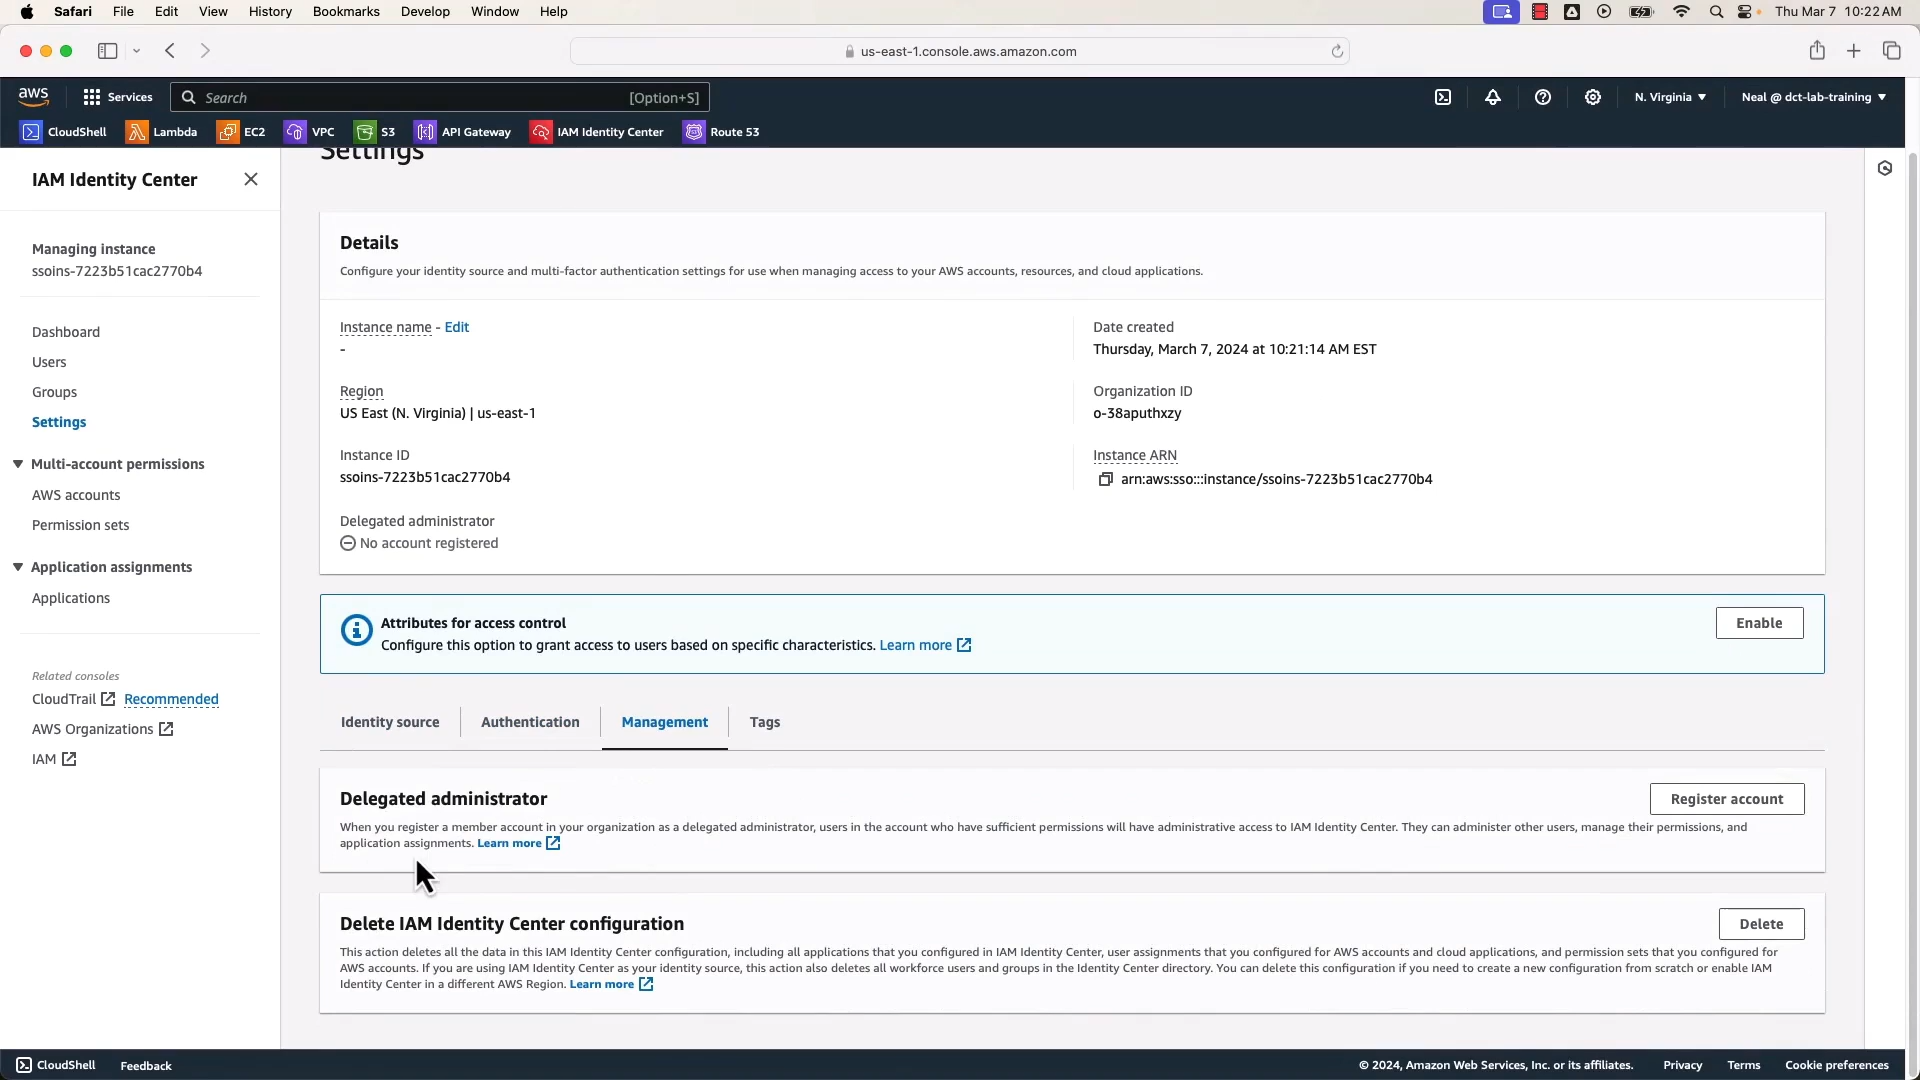 Safari File Edit View History Bookmarks Develop Window Help Thu Mar 7 10:22 AM
us-east-1.console.aws.amazon.com
aws Services Search [Option+S] N. Virginia Neal @ dct-lab-training
CloudShell Lambda EC2 VPC S3 API Gateway IAM Identity Center Route 53
Settings
IAM Identity Center
Managing instance
ssoins-7223b51cac2770b4
Dashboard
Users
Groups
Settings
Multi-account permissions
AWS accounts
Permission sets
Application assignments
Applications
Related consoles
CloudTrail Recommended
AWS Organizations
IAM
Details
Configure your identity source and multi-factor authentication settings for use when managing access to your AWS accounts, resources, and cloud applications.
Instance name - Edit
-
Date created
Thursday, March 7, 2024 at 10:21:14 AM EST
Region
US East (N. Virginia) | us-east-1
Organization ID
o-38aputhxzy
Instance ID
ssoins-7223b51cac2770b4
Instance ARN
arn:aws:sso:::instance/ssoins-7223b51cac2770b4
Delegated administrator
No account registered
Attributes for access control
Configure this option to grant access to users based on specific characteristics. Learn more
Enable
Identity source Authentication Management Tags
Delegated administrator
Register account
When you register a member account in your organization as a delegated administrator, users in the account who have sufficient permissions will have administrative access to IAM Identity Center. They can administer other users, manage their permissions, and
application assignments. Learn more
Delete IAM Identity Center configuration
Delete
This action deletes all the data in this IAM Identity Center configuration, including all applications that you configured in IAM Identity Center, user assignments that you configured for AWS accounts and cloud applications, and permission sets that you configured for
AWS accounts. If you are using IAM Identity Center as your identity source, this action also deletes all workforce users and groups in the Identity Center directory. You can delete this configuration if you need to create a new configuration from scratch or enable IAM
Identity Center in a different AWS Region. Learn more
CloudShell Feedback © 2024, Amazon Web Services, Inc. or its affiliates. Privacy Terms Cookie preferences